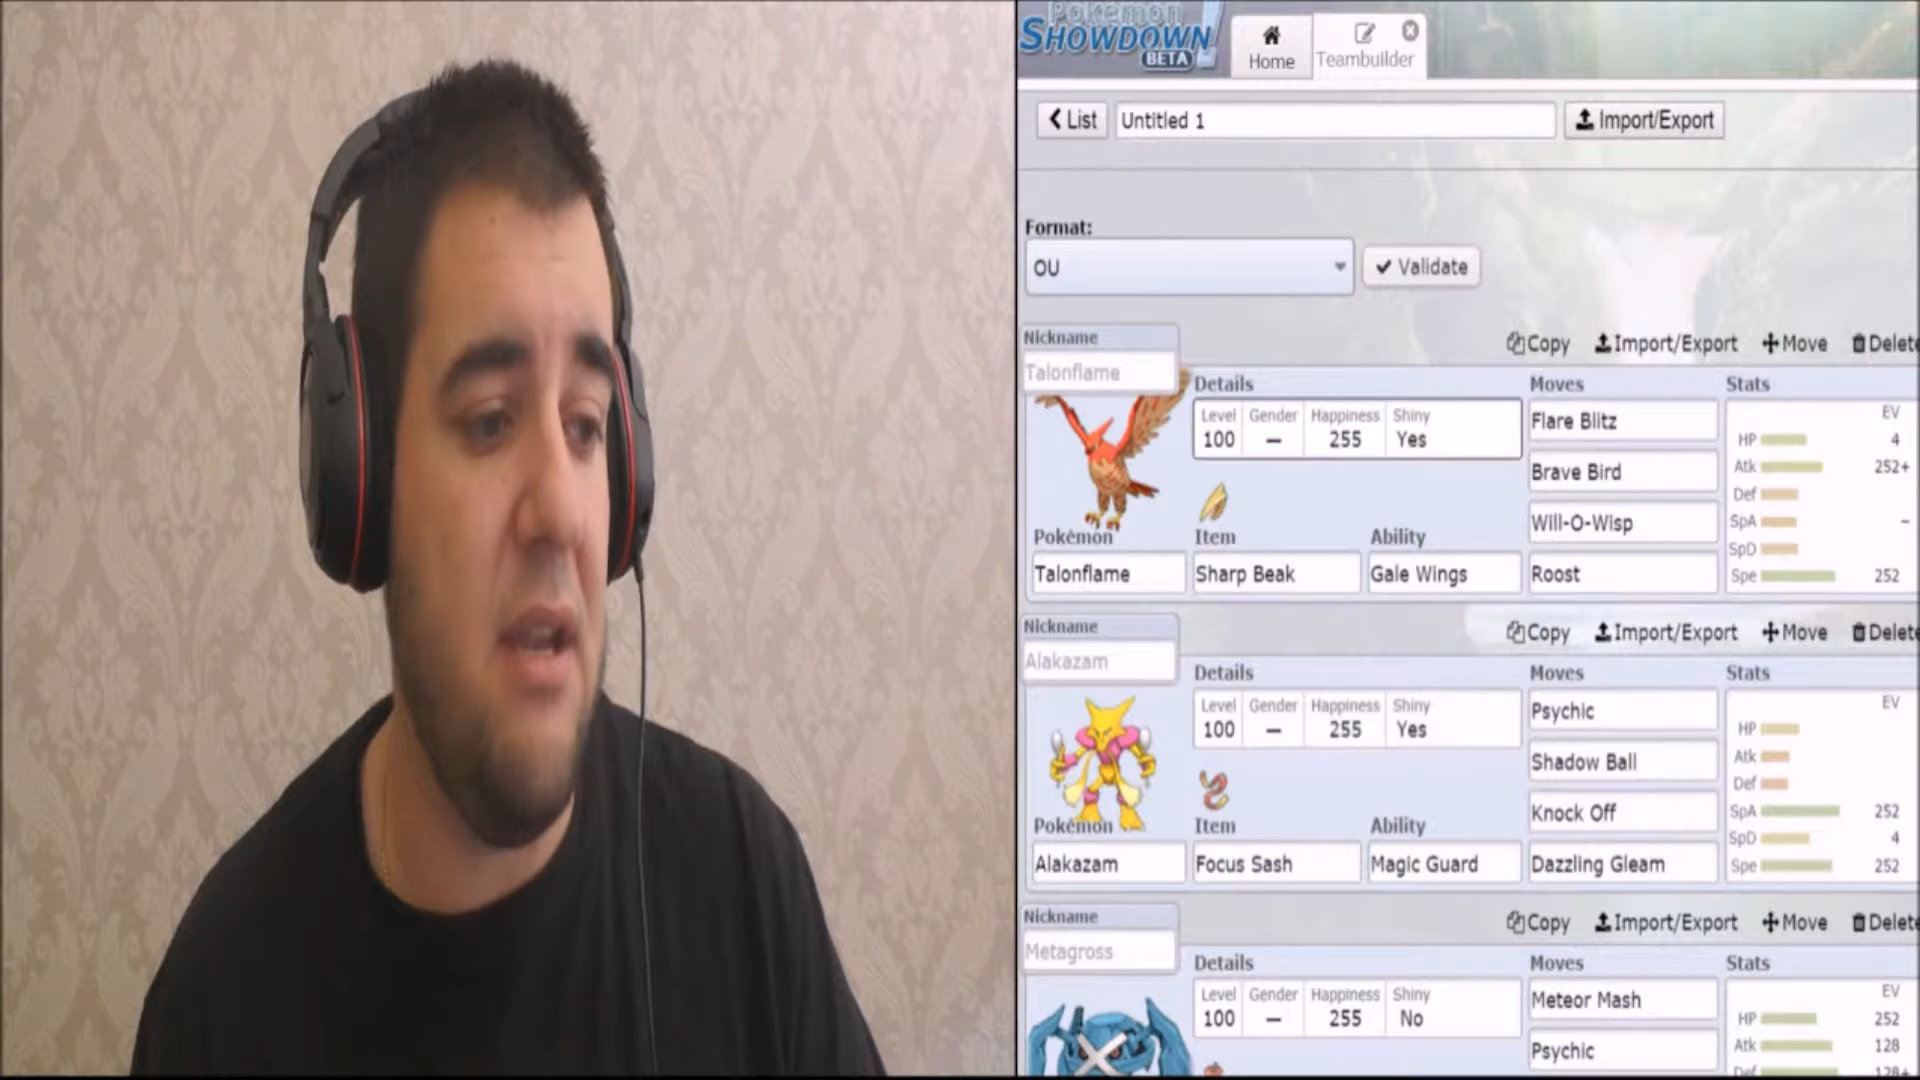 Pokémon
SHOWDOWN!
BETA
Home
Teambuilder
List
Untitled 1
Import/Export
Format:
OU
Validate
Nickname
Talonflame
Copy Import/Export Move Delete
Details Moves Stats
Level Gender Happiness Shiny
100 — 255 Yes
Flare Blitz
Brave Bird
Will-O-Wisp
Roost
EV
HP 4
Atk 252+
Def
SpA –
SpD
Spe 252
Pokémon Item Ability
Talonflame Sharp Beak Gale Wings
Nickname
Alakazam
Copy Import/Export Move Delete
Details Moves Stats
Level Gender Happiness Shiny
100 — 255 Yes
Psychic
Shadow Ball
Knock Off
Dazzling Gleam
EV
HP
Atk
Def
SpA 252
SpD 4
Spe 252
Pokémon Item Ability
Alakazam Focus Sash Magic Guard
Nickname
Metagross
Copy Import/Export Move Delete
Details Moves Stats
Level Gender Happiness Shiny
100 — 255 No
Meteor Mash
Psychic
EV
HP 252
Atk 128
Def 128+